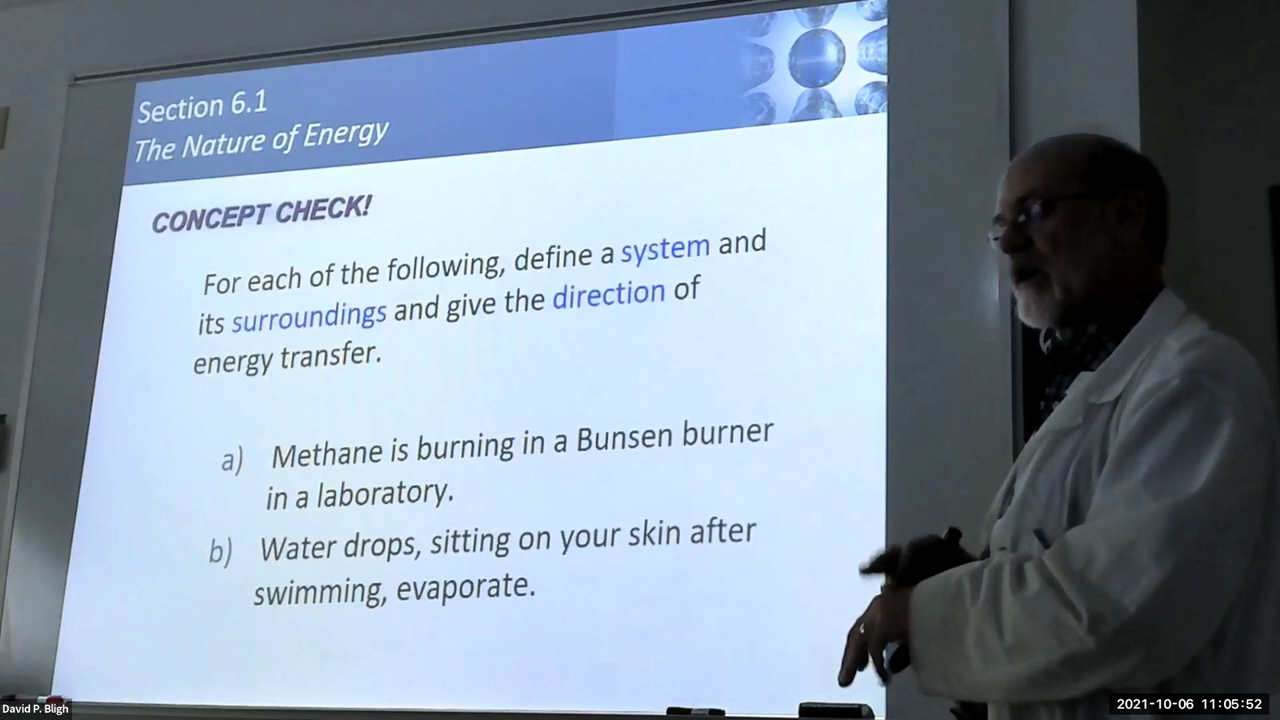 Section 6.1
The Nature of Energy
CONCEPT CHECK!
For each of the following, define a system and
its surroundings and give the direction of
energy transfer.
a) Methane is burning in a Bunsen burner
in a laboratory.
b) Water drops, sitting on your skin after
swimming, evaporate.
David P. Bligh
2021-10-06 11:05:52